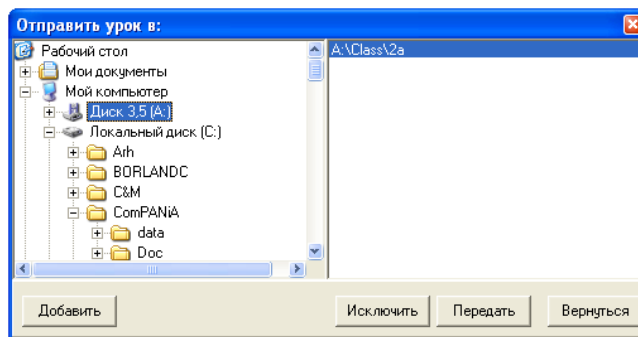 Отправить урок в:
Рабочий стол
Мои документы
Мой компьютер
Диск 3,5 (A:)
Локальный диск (C:)
Arh
BORLANDC
C&M
ComPANiA
data
Doc
A:\Class\2a
Добавить
Исключить
Передать
Вернуться